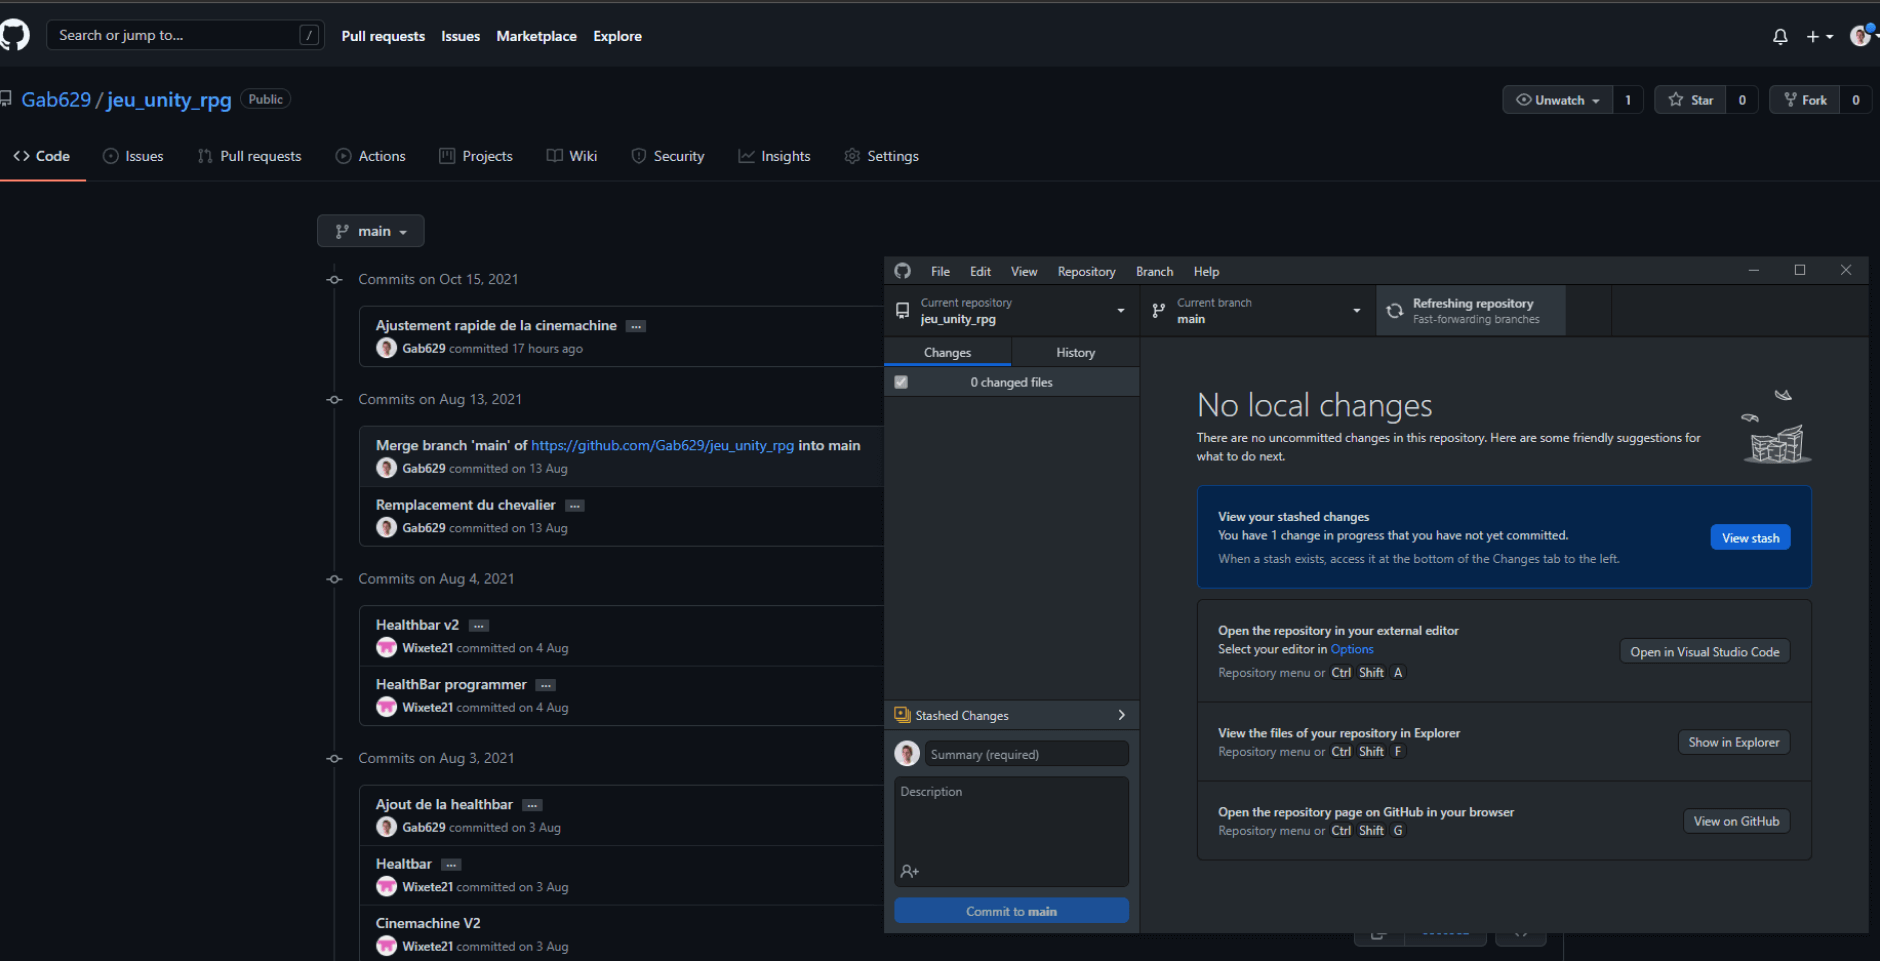 Search or jump to... /
Pull requests Issues Marketplace Explore
Gab629 / jeu_unity_rpg Public
Unwatch 1 Star 0 Fork 0
Code Issues Pull requests Actions Projects Wiki Security Insights Settings
main
Commits on Oct 15, 2021
Ajustement rapide de la cinemachine ...
Gab629 committed 17 hours ago
Commits on Aug 13, 2021
Merge branch 'main' of https://github.com/Gab629/jeu_unity_rpg into main
Gab629 committed on 13 Aug
Remplacement du chevalier ...
Gab629 committed on 13 Aug
Commits on Aug 4, 2021
Healthbar v2 ...
Wixete21 committed on 4 Aug
HealthBar programmer ...
Wixete21 committed on 4 Aug
Commits on Aug 3, 2021
Ajout de la healthbar ...
Gab629 committed on 3 Aug
Healtbar ...
Wixete21 committed on 3 Aug
Cinemachine V2
Wixete21 committed on 3 Aug
File Edit View Repository Branch Help
Current repository
jeu_unity_rpg
Current branch
main
Refreshing repository
Fast-forwarding branches
Changes History
0 changed files
No local changes
There are no uncommitted changes in this repository. Here are some friendly suggestions for
what to do next.
View your stashed changes
You have 1 change in progress that you have not yet committed.
When a stash exists, access it at the bottom of the Changes tab to the left.
View stash
Open the repository in your external editor
Select your editor in Options
Repository menu or Ctrl Shift A
Open in Visual Studio Code
View the files of your repository in Explorer
Repository menu or Ctrl Shift F
Show in Explorer
Open the repository page on GitHub in your browser
Repository menu or Ctrl Shift G
View on GitHub
Stashed Changes
Summary (required)
Description
Commit to main